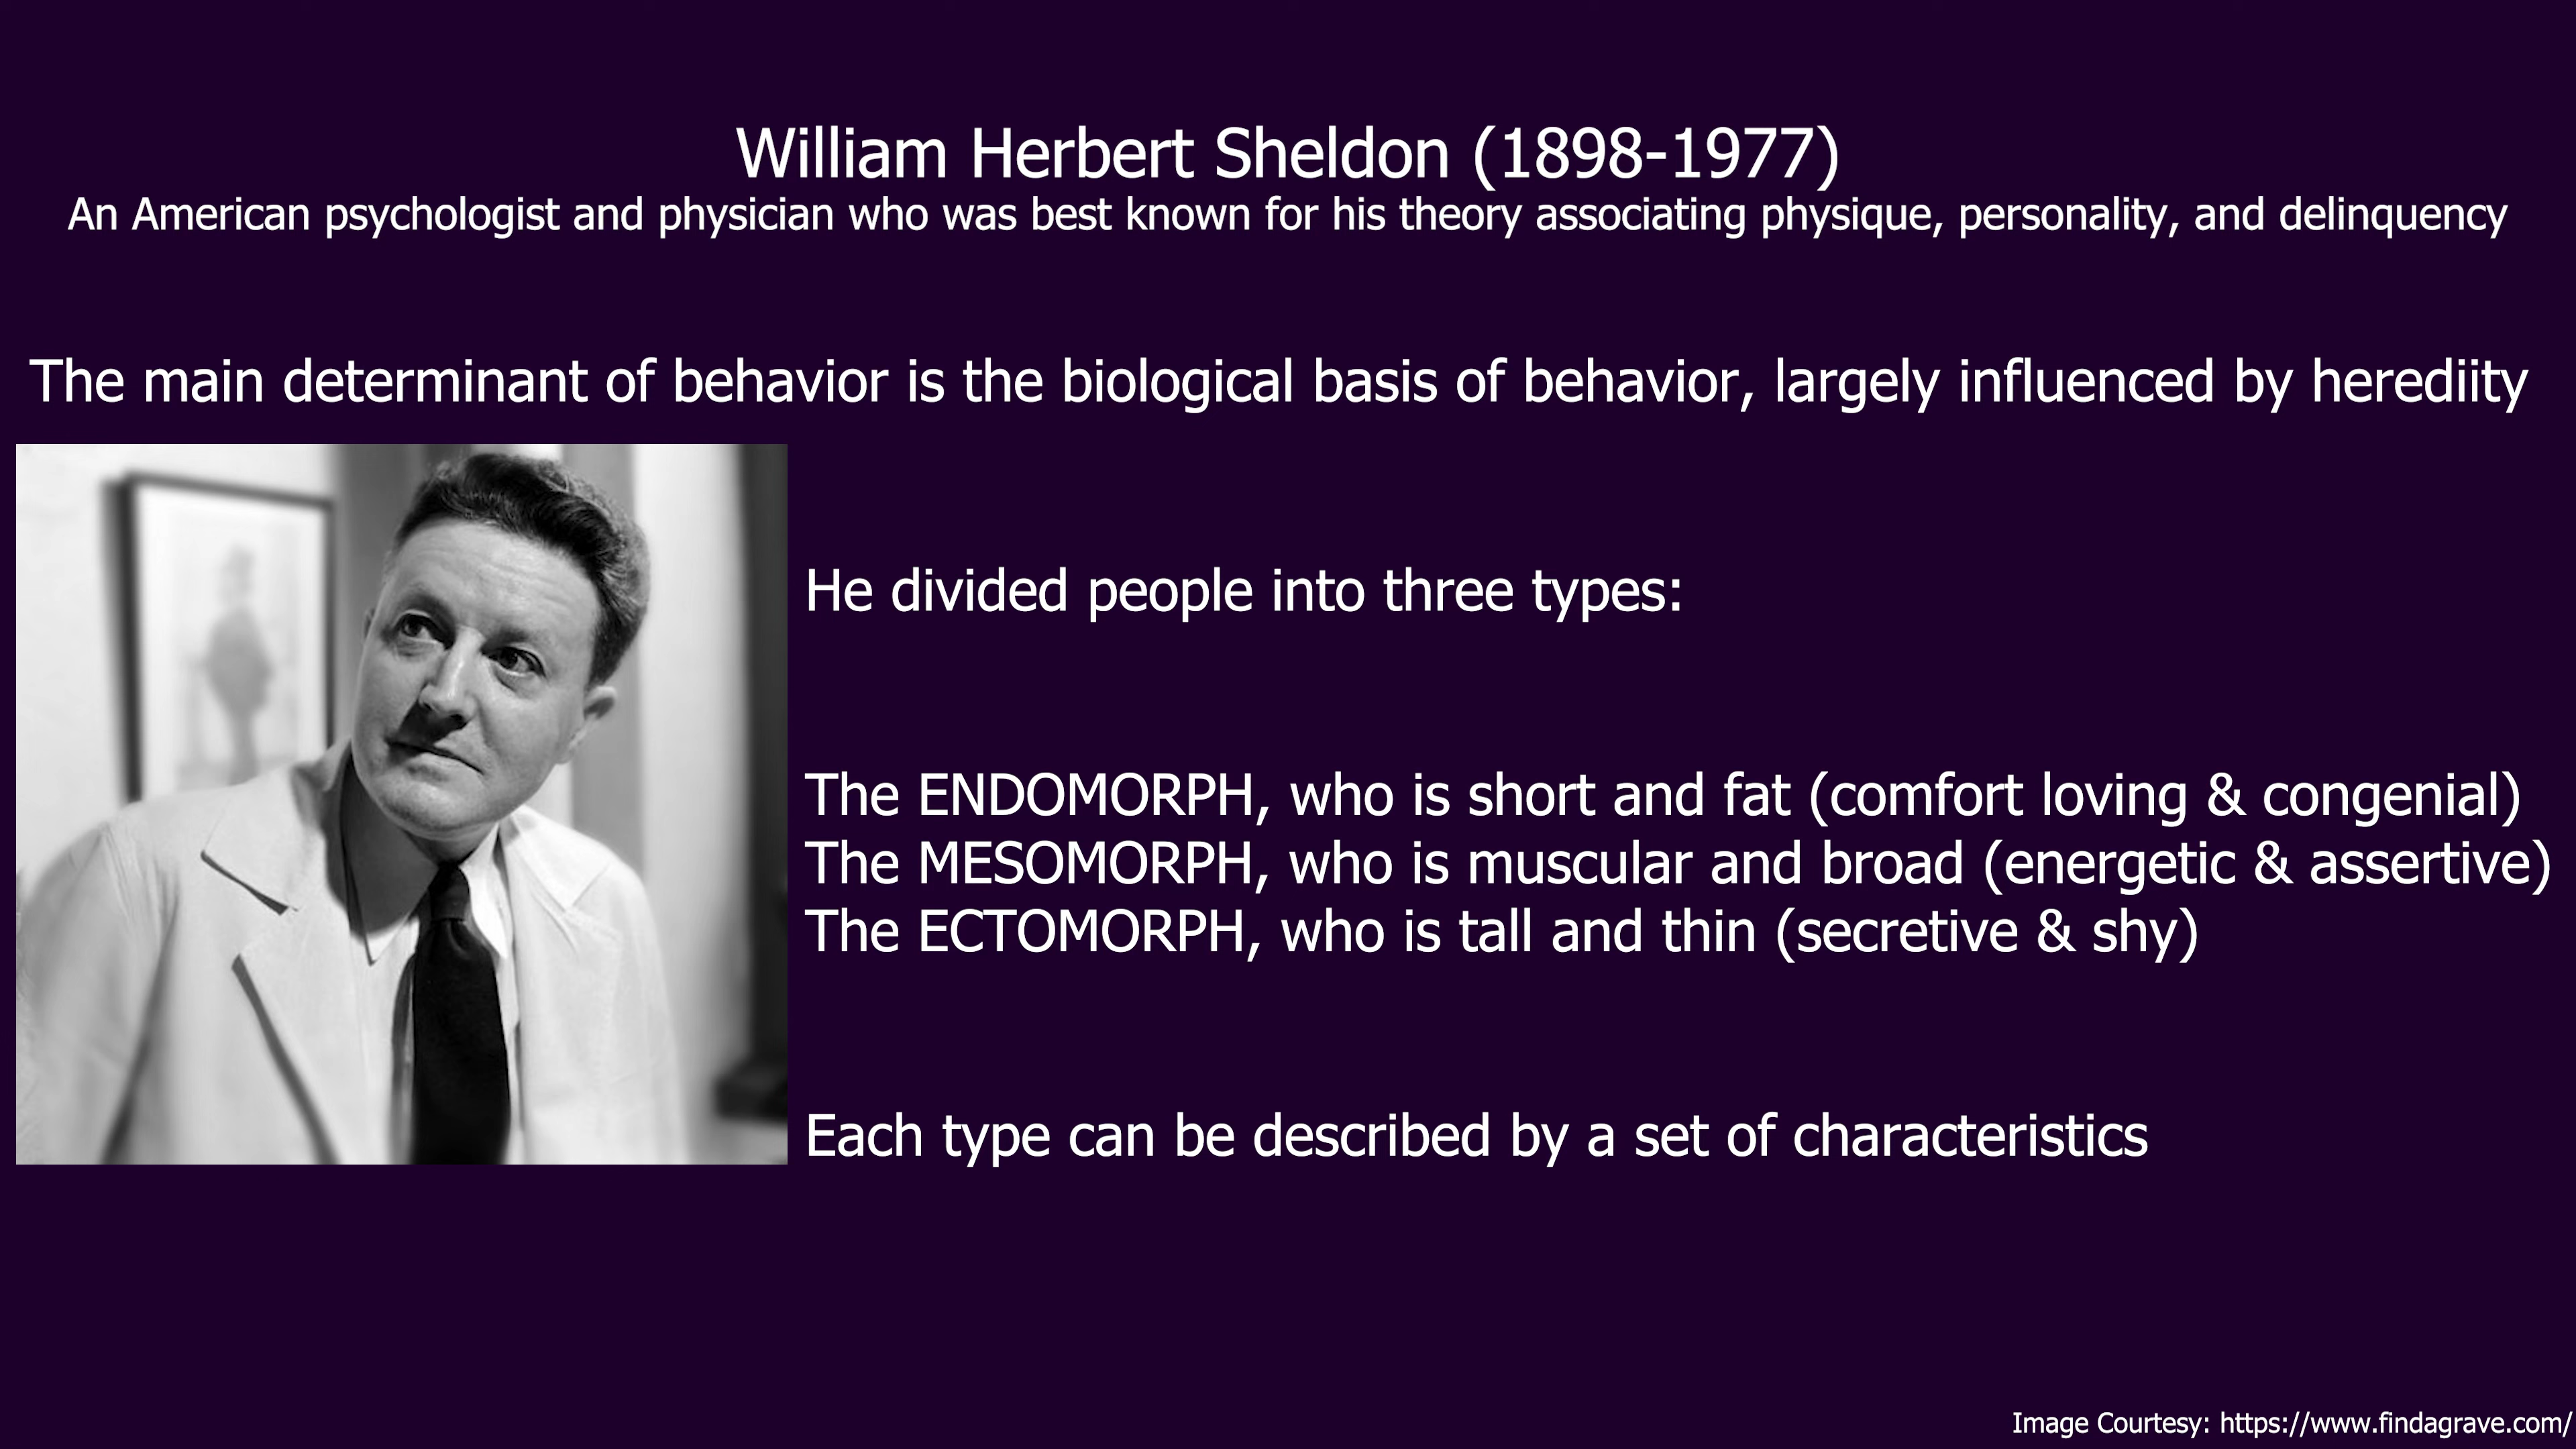 William Herbert Sheldon (1898-1977)
An American psychologist and physician who was best known for his theory associating physique, personality, and delinquency
The main determinant of behavior is the biological basis of behavior, largely influenced by herediity
He divided people into three types:
The ENDOMORPH, who is short and fat (comfort loving & congenial)
The MESOMORPH, who is muscular and broad (energetic & assertive)
The ECTOMORPH, who is tall and thin (secretive & shy)
Each type can be described by a set of characteristics
Image Courtesy: https://www.findagrave.com/